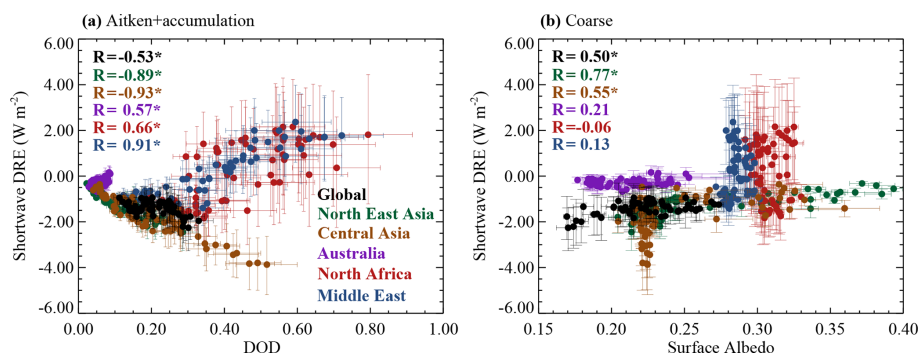 (a) Aitken+accumulation
6.00
4.00
2.00
0.00
-2.00
-4.00
-6.00
Shortwave DRE (W m-2)
R=-0.53*
R=-0.89*
R=-0.93*
R= 0.57*
R= 0.66*
R= 0.91*
Global
North East Asia
Central Asia
Australia
North Africa
Middle East
0.00 0.20 0.40 0.60 0.80 1.00
DOD
(b) Coarse
6.00
4.00
2.00
0.00
-2.00
-4.00
-6.00
Shortwave DRE (W m-2)
R= 0.50*
R= 0.77*
R= 0.55*
R= 0.21
R=-0.06
R= 0.13
0.15 0.20 0.25 0.30 0.35 0.40
Surface Albedo